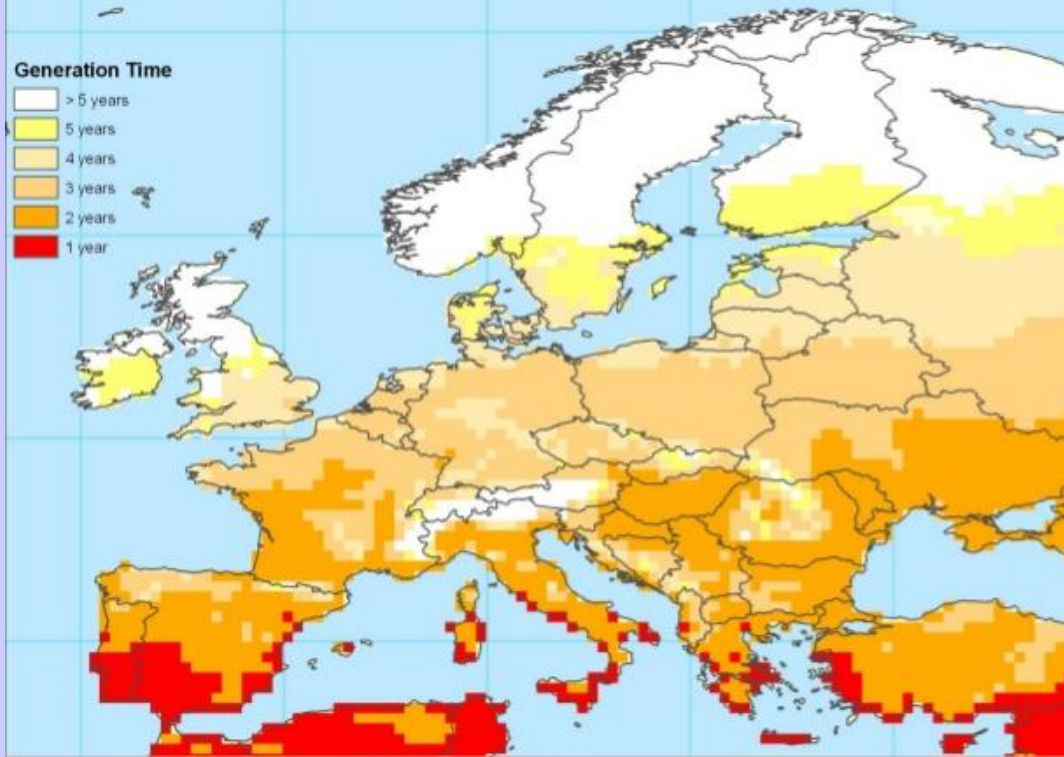 Generation Time
> 5 years
5 years
4 years
3 years
2 years
1 year